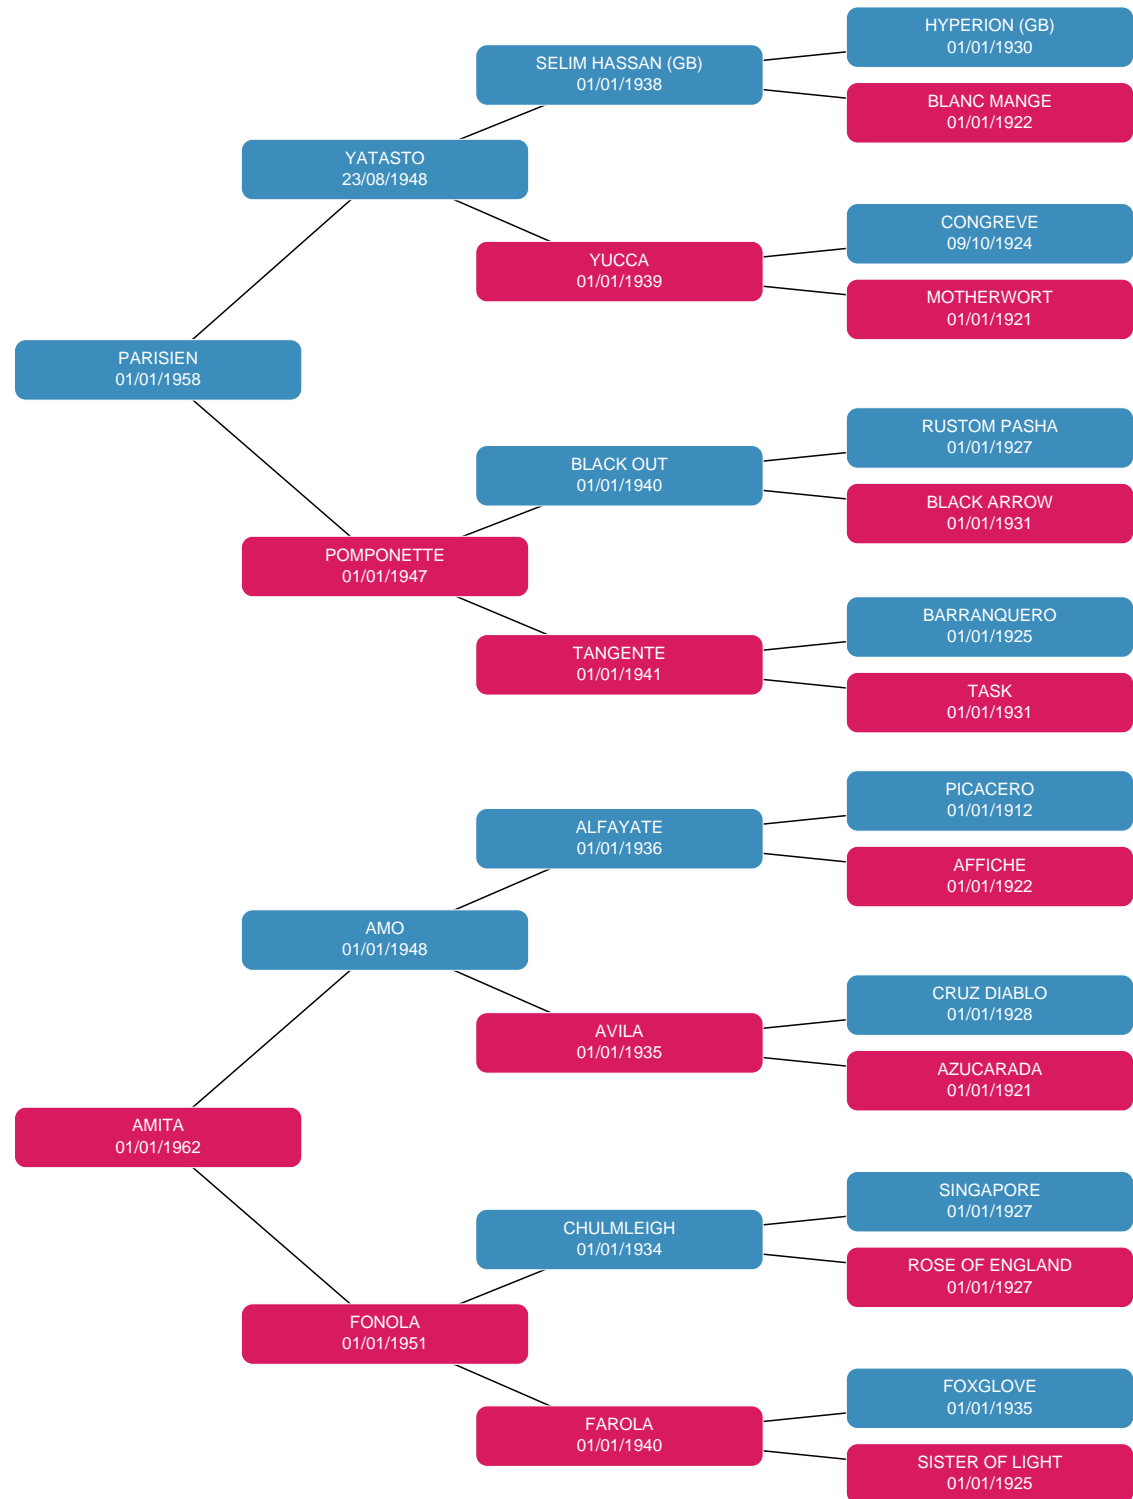 HYPERION (GB)
01/01/1930
SELIM HASSAN (GB)
01/01/1938
BLANC MANGE
01/01/1922
YATASTO
23/08/1948
CONGREVE
09/10/1924
YUCCA
01/01/1939
MOTHERWORT
01/01/1921
PARISIEN
01/01/1958
RUSTOM PASHA
01/01/1927
BLACK OUT
01/01/1940
BLACK ARROW
01/01/1931
POMPONETTE
01/01/1947
BARRANQUERO
01/01/1925
TANGENTE
01/01/1941
TASK
01/01/1931
PICACERO
01/01/1912
ALFAYATE
01/01/1936
AFFICHE
01/01/1922
AMO
01/01/1948
CRUZ DIABLO
01/01/1928
AVILA
01/01/1935
AZUCARADA
01/01/1921
AMITA
01/01/1962
SINGAPORE
01/01/1927
CHULMLEIGH
01/01/1934
ROSE OF ENGLAND
01/01/1927
FONOLA
01/01/1951
FOXGLOVE
01/01/1935
FAROLA
01/01/1940
SISTER OF LIGHT
01/01/1925